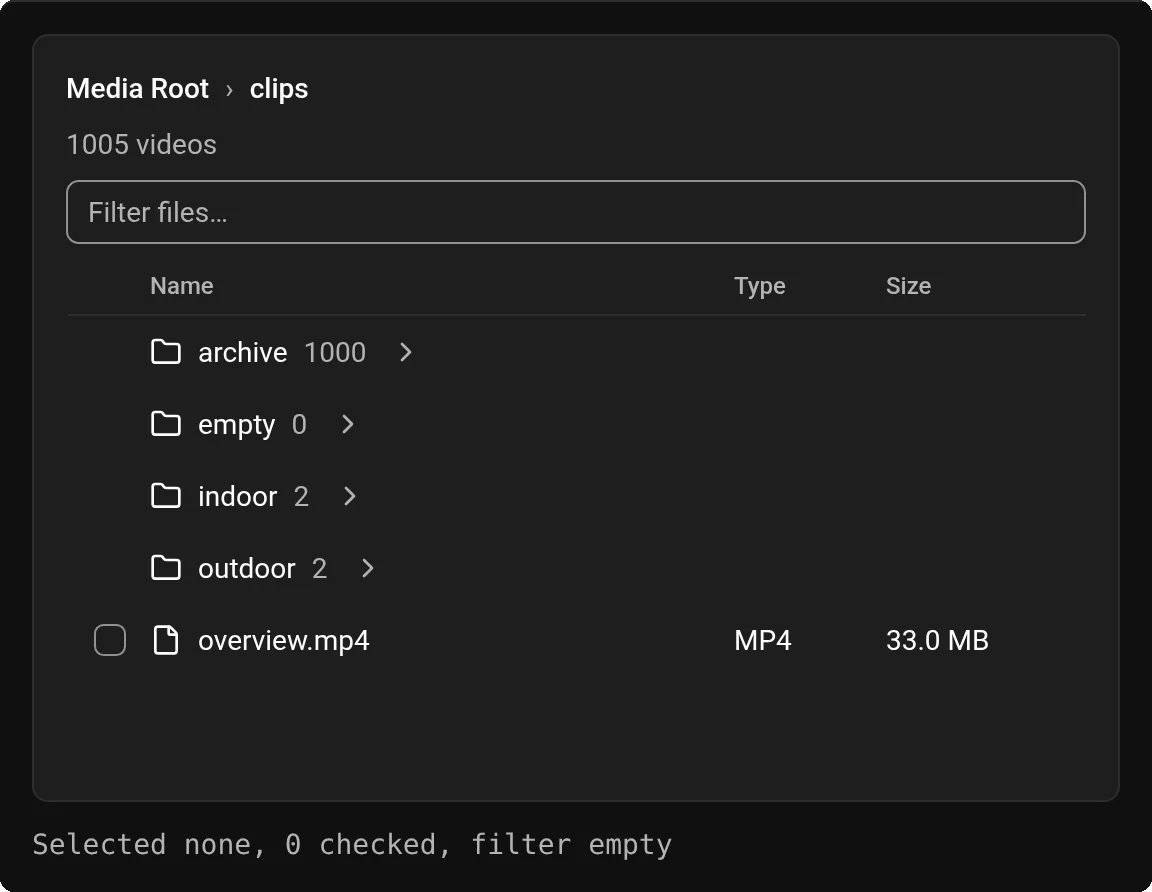 Media Root › clips
1005 videos
Filter files…
Name Type Size
archive 1000
empty 0
indoor 2
outdoor 2
overview.mp4 MP4 33.0 MB
Selected none, 0 checked, filter empty